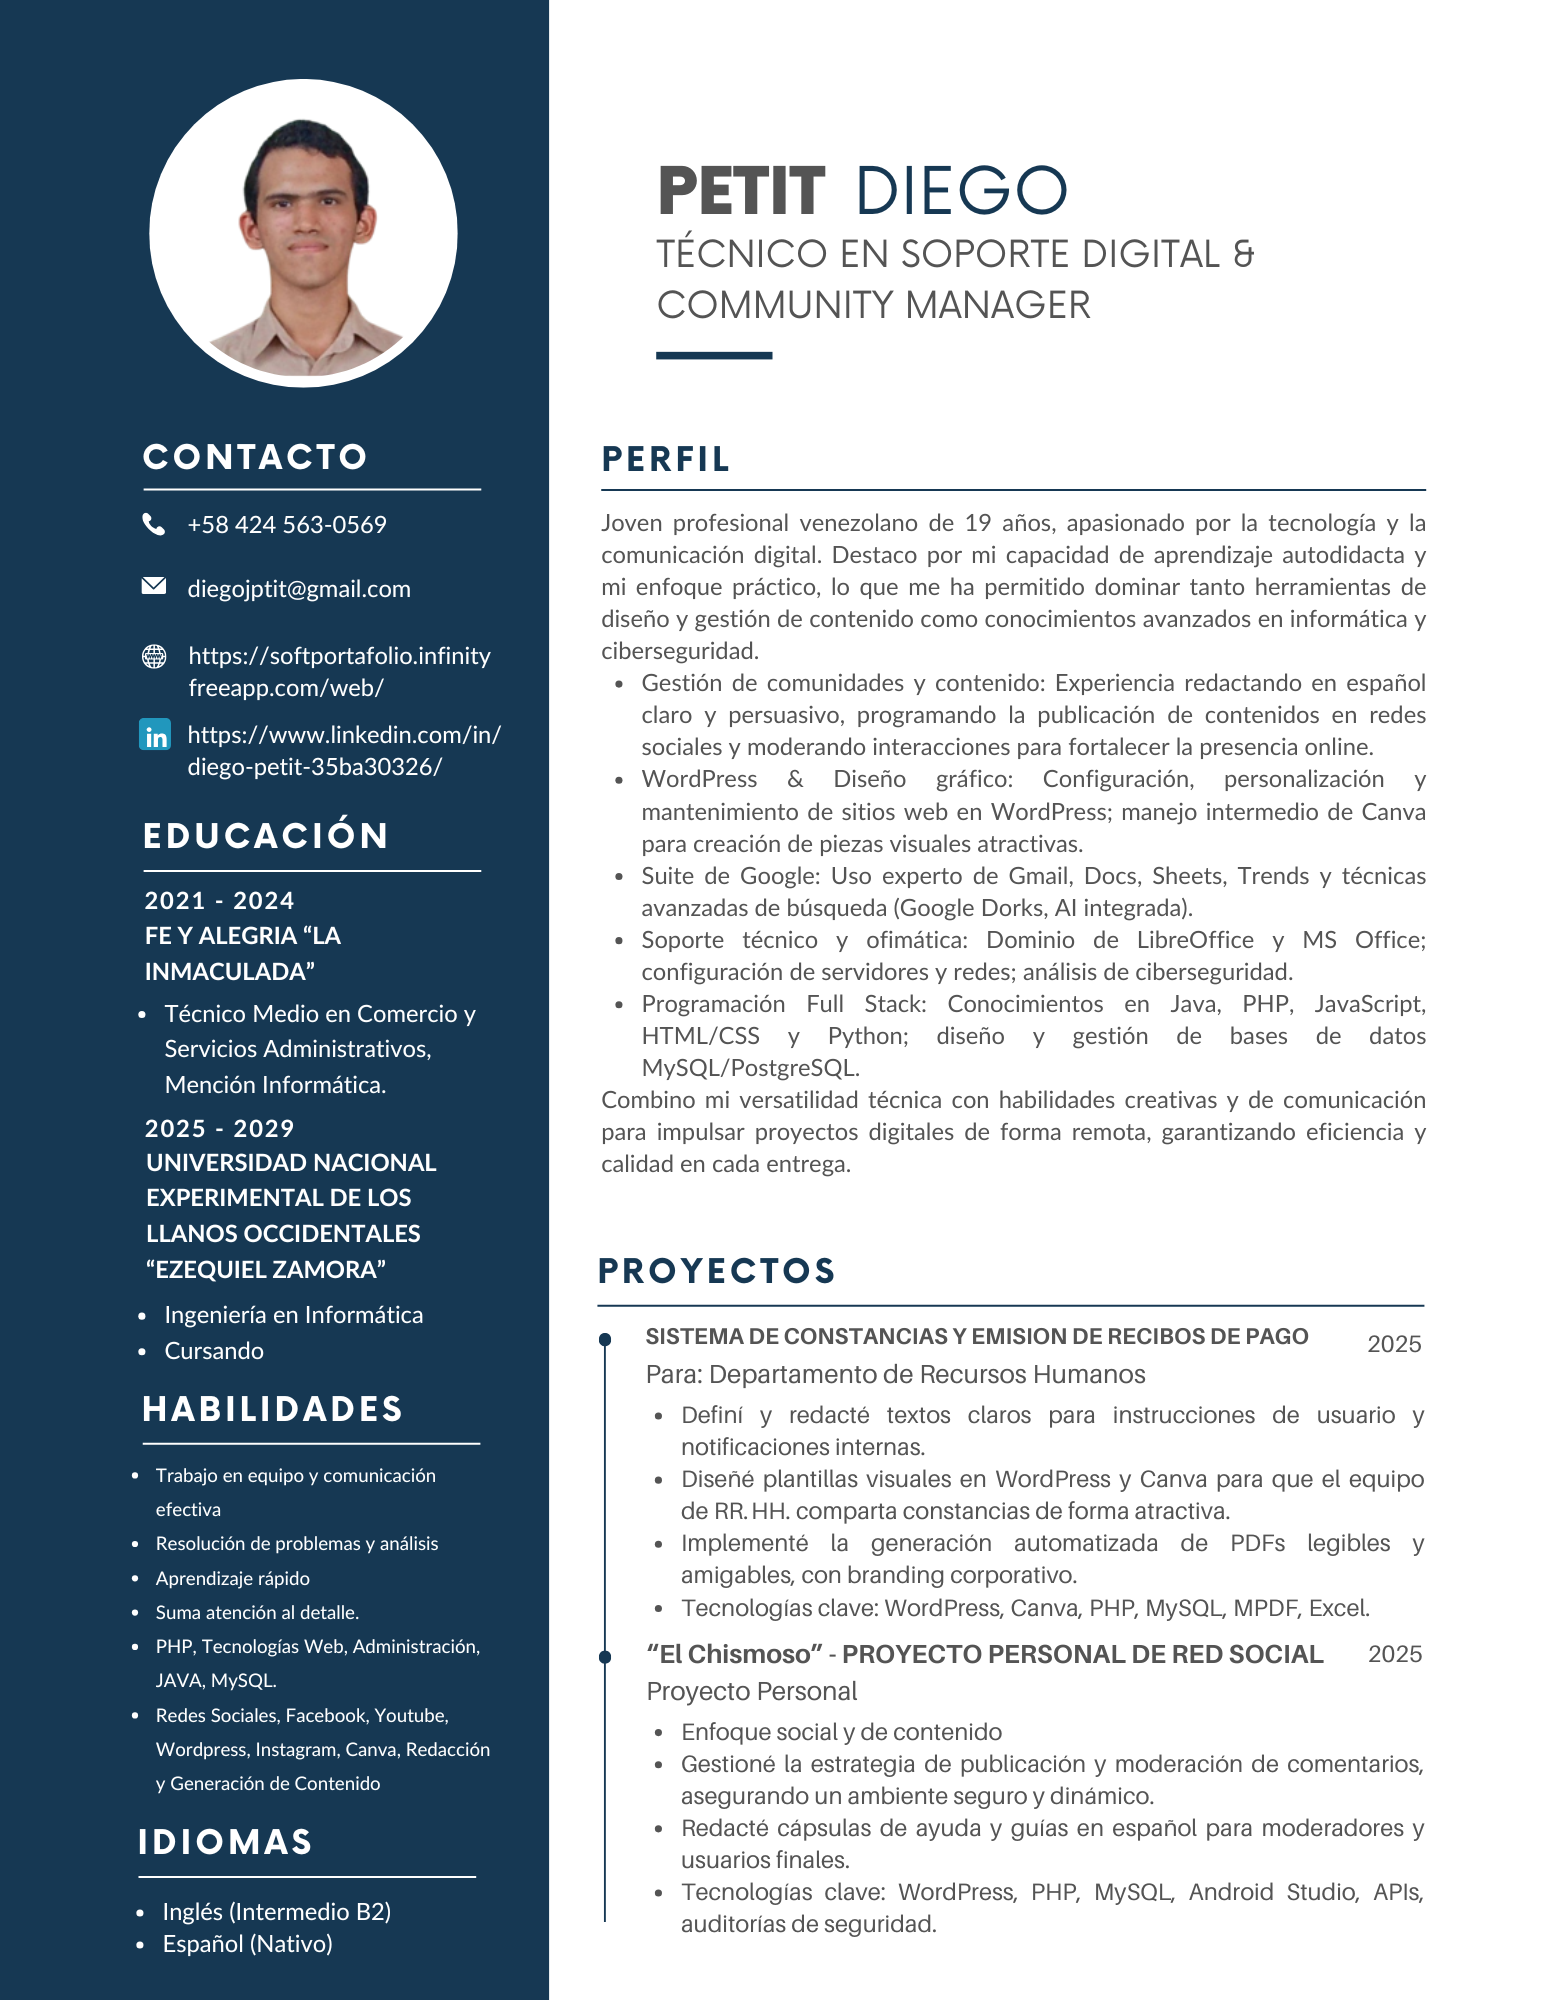 PETIT DIEGO
TÉCNICO EN SOPORTE DIGITAL &
COMMUNITY MANAGER
CONTACTO
+58 424 563-0569
diegojptit@gmail.com
https://softportafolio.infinity
freeapp.com/web/
in
https://www.linkedin.com/in/
diego-petit-35ba30326/
EDUCACIÓN
2021 - 2024
FE Y ALEGRIA “LA
INMACULADA”
• Técnico Medio en Comercio y
Servicios Administrativos,
Mención Informática.
2025 - 2029
UNIVERSIDAD NACIONAL
EXPERIMENTAL DE LOS
LLANOS OCCIDENTALES
“EZEQUIEL ZAMORA”
• Ingeniería en Informática
• Cursando
HABILIDADES
• Trabajo en equipo y comunicación
efectiva
• Resolución de problemas y análisis
• Aprendizaje rápido
• Suma atención al detalle.
• PHP, Tecnologías Web, Administración,
JAVA, MySQL.
• Redes Sociales, Facebook, Youtube,
Wordpress, Instagram, Canva, Redacción
y Generación de Contenido
IDIOMAS
• Inglés (Intermedio B2)
• Español (Nativo)
PERFIL
Joven profesional venezolano de 19 años, apasionado por la tecnología y la
comunicación digital. Destaco por mi capacidad de aprendizaje autodidacta y
mi enfoque práctico, lo que me ha permitido dominar tanto herramientas de
diseño y gestión de contenido como conocimientos avanzados en informática y
ciberseguridad.
• Gestión de comunidades y contenido: Experiencia redactando en español
claro y persuasivo, programando la publicación de contenidos en redes
sociales y moderando interacciones para fortalecer la presencia online.
• WordPress & Diseño gráfico: Configuración, personalización y
mantenimiento de sitios web en WordPress; manejo intermedio de Canva
para creación de piezas visuales atractivas.
• Suite de Google: Uso experto de Gmail, Docs, Sheets, Trends y técnicas
avanzadas de búsqueda (Google Dorks, AI integrada).
• Soporte técnico y ofimática: Dominio de LibreOffice y MS Office;
configuración de servidores y redes; análisis de ciberseguridad.
• Programación Full Stack: Conocimientos en Java, PHP, JavaScript,
HTML/CSS y Python; diseño y gestión de bases de datos
MySQL/PostgreSQL.
Combino mi versatilidad técnica con habilidades creativas y de comunicación
para impulsar proyectos digitales de forma remota, garantizando eficiencia y
calidad en cada entrega.
PROYECTOS
SISTEMA DE CONSTANCIAS Y EMISION DE RECIBOS DE PAGO 2025
Para: Departamento de Recursos Humanos
• Definí y redacté textos claros para instrucciones de usuario y
notificaciones internas.
• Diseñé plantillas visuales en WordPress y Canva para que el equipo
de RR. HH. comparta constancias de forma atractiva.
• Implementé la generación automatizada de PDFs legibles y
amigables, con branding corporativo.
• Tecnologías clave: WordPress, Canva, PHP, MySQL, MPDF, Excel.
“El Chismoso” - PROYECTO PERSONAL DE RED SOCIAL 2025
Proyecto Personal
• Enfoque social y de contenido
• Gestioné la estrategia de publicación y moderación de comentarios,
asegurando un ambiente seguro y dinámico.
• Redacté cápsulas de ayuda y guías en español para moderadores y
usuarios finales.
• Tecnologías clave: WordPress, PHP, MySQL, Android Studio, APIs,
auditorías de seguridad.